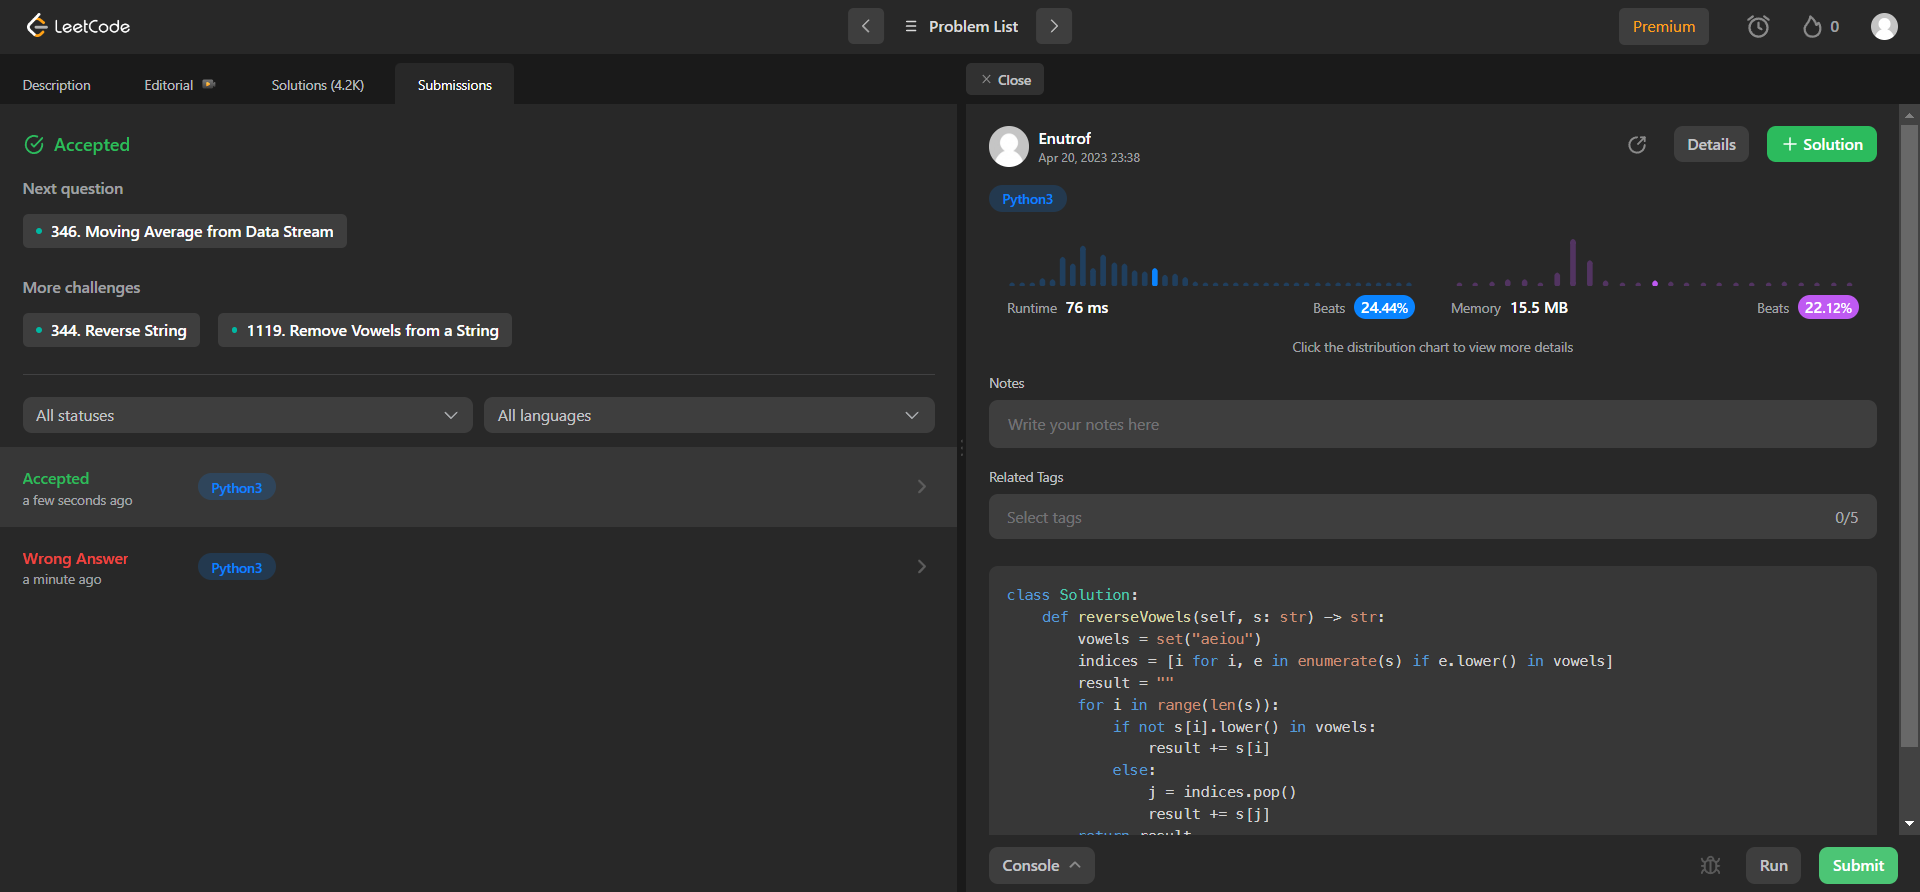 LeetCode
Problem List
Premium
0
Description
Editorial
Solutions (4.2K)
Submissions
Close
Accepted
Next question
346. Moving Average from Data Stream
More challenges
344. Reverse String
1119. Remove Vowels from a String
All statuses
All languages
Accepted
a few seconds ago
Python3
Wrong Answer
a minute ago
Python3
Enutrof
Apr 20, 2023 23:38
Details
+ Solution
Python3
Runtime 76 ms
Beats 24.44%
Memory 15.5 MB
Beats 22.12%
Click the distribution chart to view more details
Notes
Write your notes here
Related Tags
Select tags
0/5
class Solution:
    def reverseVowels(self, s: str) -> str:
        vowels = set("aeiou")
        indices = [i for i, e in enumerate(s) if e.lower() in vowels]
        result = ""
        for i in range(len(s)):
            if not s[i].lower() in vowels:
                result += s[i]
            else:
                j = indices.pop()
                result += s[j]
        return result
Console
Run
Submit